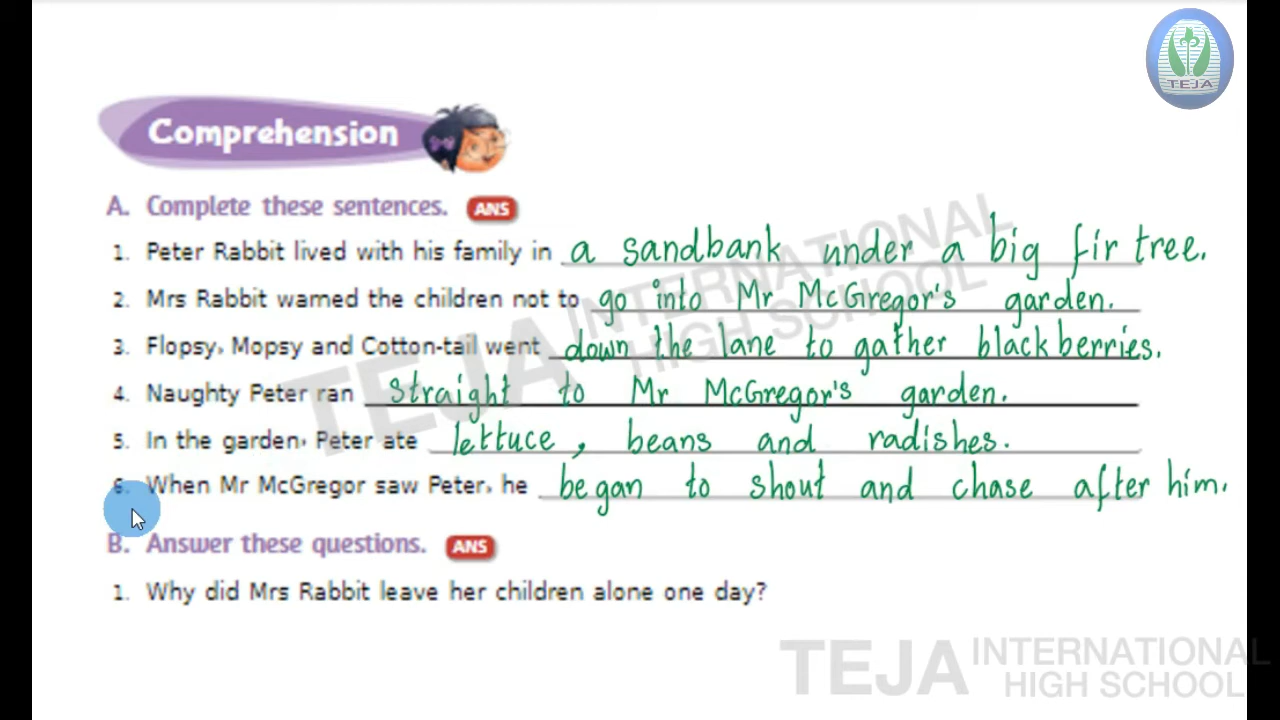 TEJA
Comprehension
A. Complete these sentences. ANS
1. Peter Rabbit lived with his family in a sandbank under a big fir tree.
2. Mrs Rabbit warned the children not to go into Mr McGregor's garden.
3. Flopsy, Mopsy and Cotton-tail went down the lane to gather blackberries.
4. Naughty Peter ran straight to Mr McGregor's garden.
5. In the garden, Peter ate lettuce, beans and radishes.
6. When Mr McGregor saw Peter, he began to shout and chase after him.
B. Answer these questions. ANS
1. Why did Mrs Rabbit leave her children alone one day?
TEJA INTERNATIONAL HIGH SCHOOL
TEJA INTERNATIONAL HIGH SCHOOL